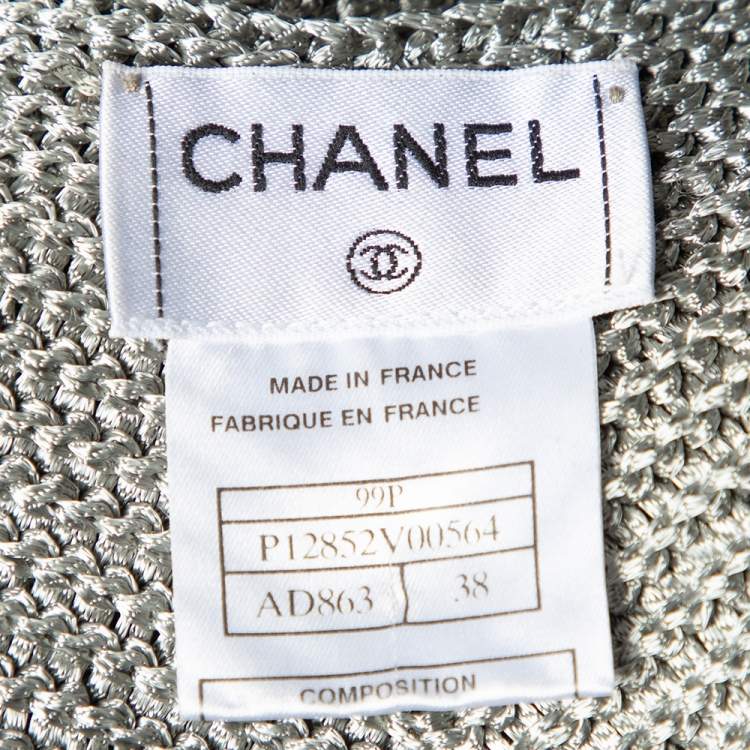 CHANEL
MADE IN FRANCE
FABRIQUE EN FRANCE
99P
P12852V00564
AD863 38
COMPOSITION